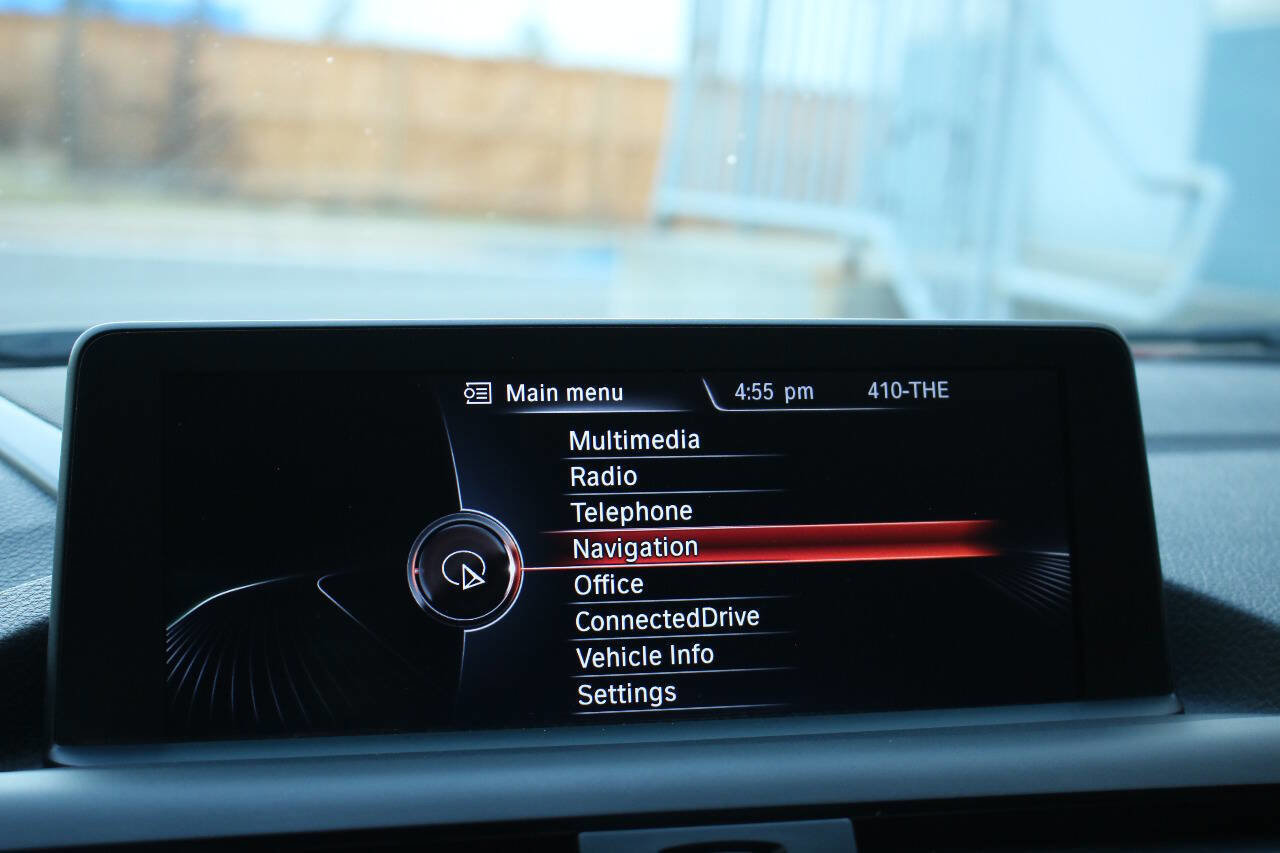 Main menu 4:55 pm 410-THE
Multimedia
Radio
Telephone
Navigation
Office
ConnectedDrive
Vehicle Info
Settings